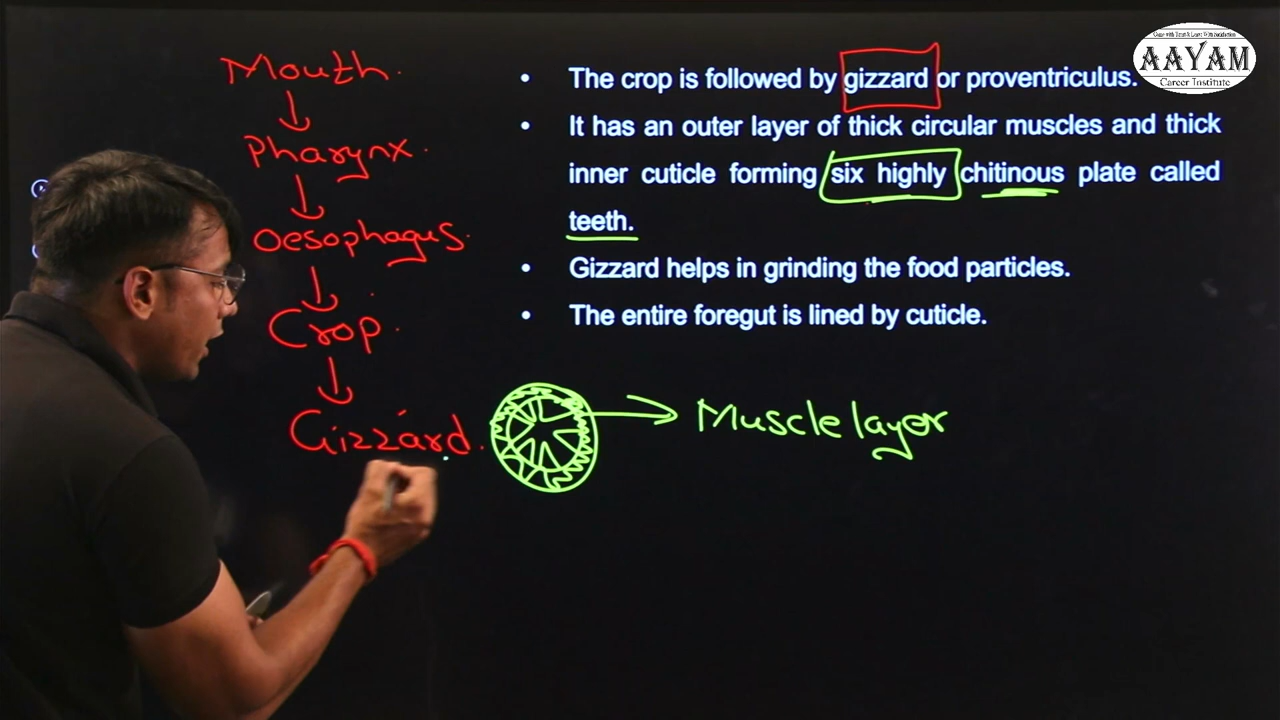 Mouth.
Pharynx.
Oesophagus.
Crop.
Gizzard.
• The crop is followed by gizzard or proventriculus.
• It has an outer layer of thick circular muscles and thick
inner cuticle forming six highly chitinous plate called
teeth.
• Gizzard helps in grinding the food particles.
• The entire foregut is lined by cuticle.
Muscle layer
AAYAM
Career Institute